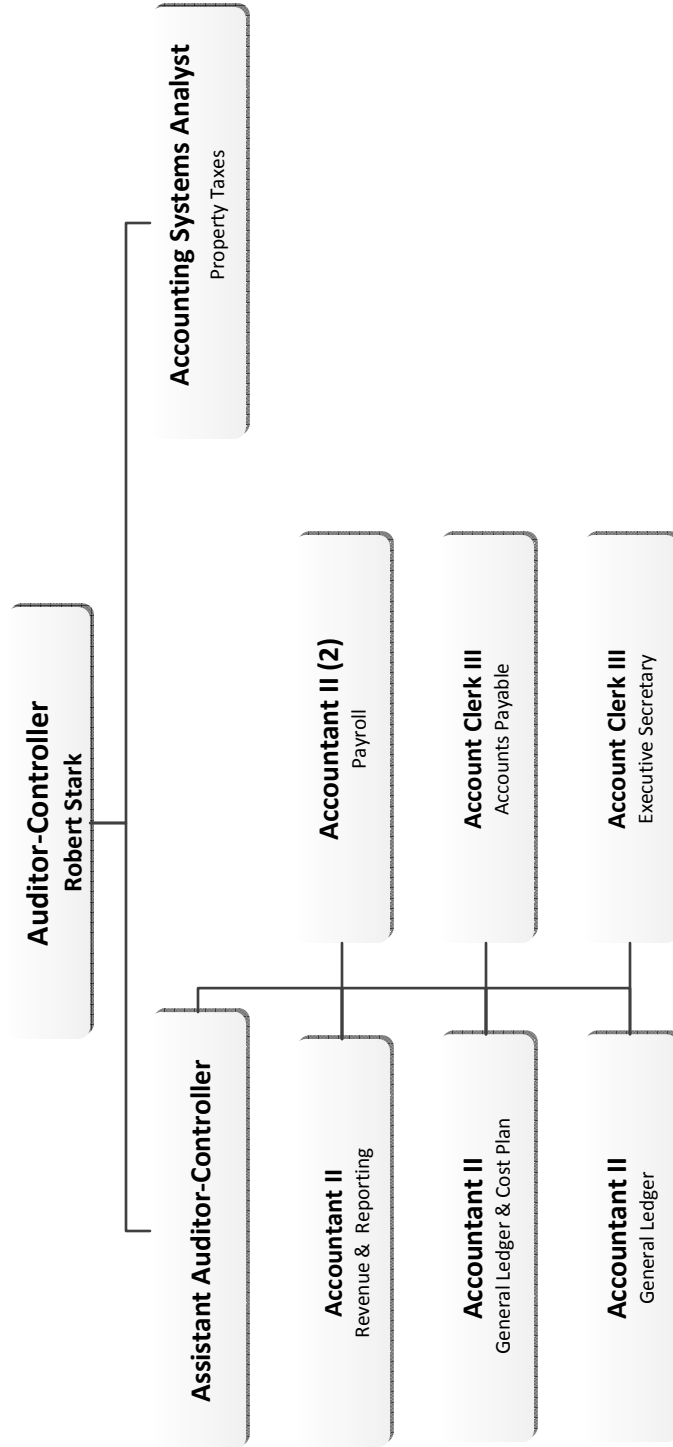 Auditor-Controller
Robert Stark
Assistant Auditor-Controller
Accounting Systems Analyst
Property Taxes
Accountant II
Revenue & Reporting
Accountant II (2)
Payroll
Accountant II
General Ledger & Cost Plan
Account Clerk III
Accounts Payable
Accountant II
General Ledger
Account Clerk III
Executive Secretary